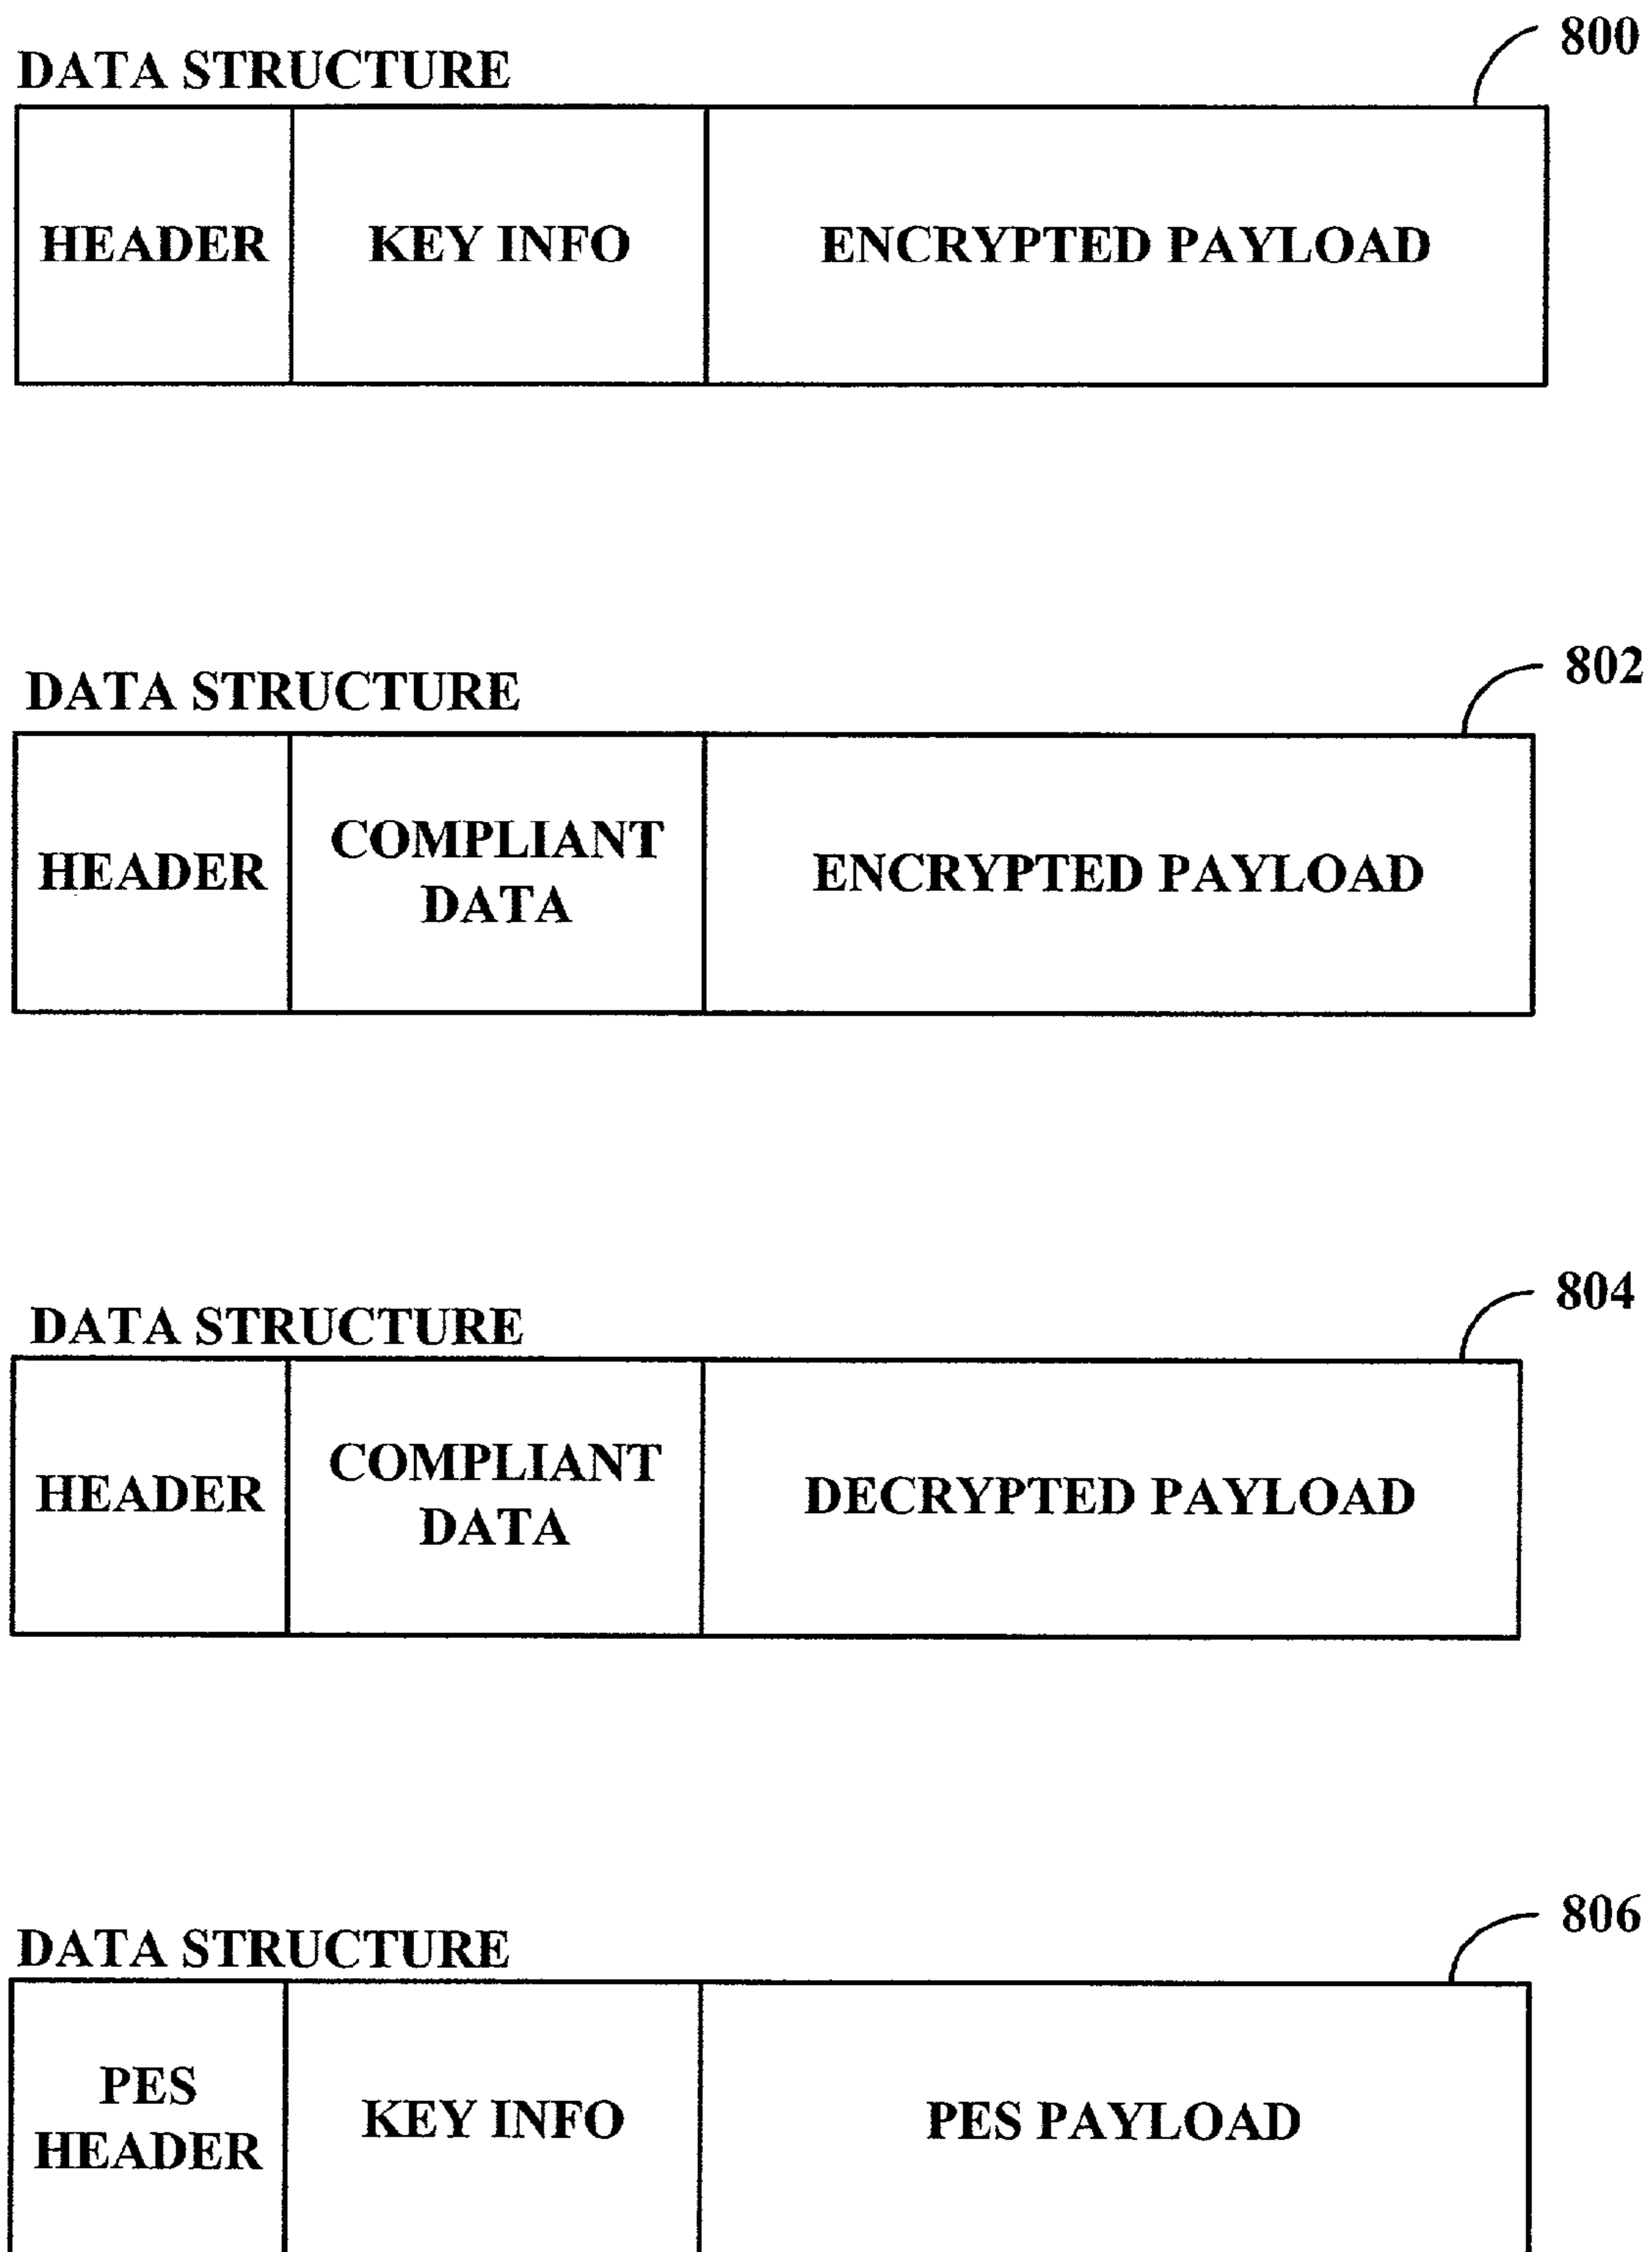 800
DATA STRUCTURE
HEADER
KEY INFO
ENCRYPTED PAYLOAD
802
DATA STRUCTURE
HEADER
COMPLIANT
DATA
ENCRYPTED PAYLOAD
804
DATA STRUCTURE
HEADER
COMPLIANT
DATA
DECRYPTED PAYLOAD
806
DATA STRUCTURE
PES
HEADER
KEY INFO
PES PAYLOAD